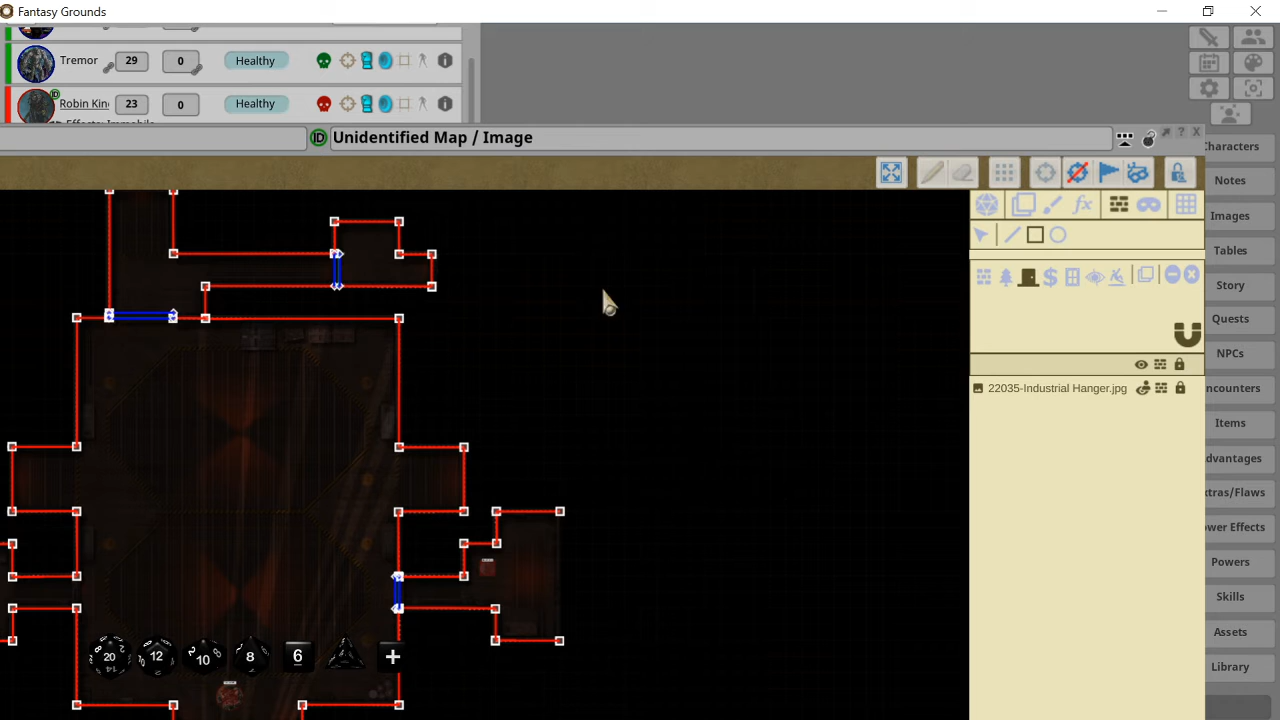 Fantasy Grounds
Tremor 29 0 Healthy
Robin Kin 23 0 Healthy
ID Unidentified Map / Image
? X
fx
22035-Industrial Hanger.jpg
Characters
Notes
Images
Tables
Story
Quests
NPCs
ncounters
Items
dvantages
xtras/Flaws
ower Effects
Powers
Skills
Assets
Library
20 12 10 8 6 +